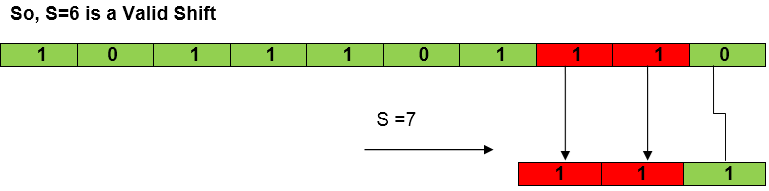 So, S=6 is a Valid Shift
1 0 1 1 1 0 1 1 1 0
S =7
1 1 1